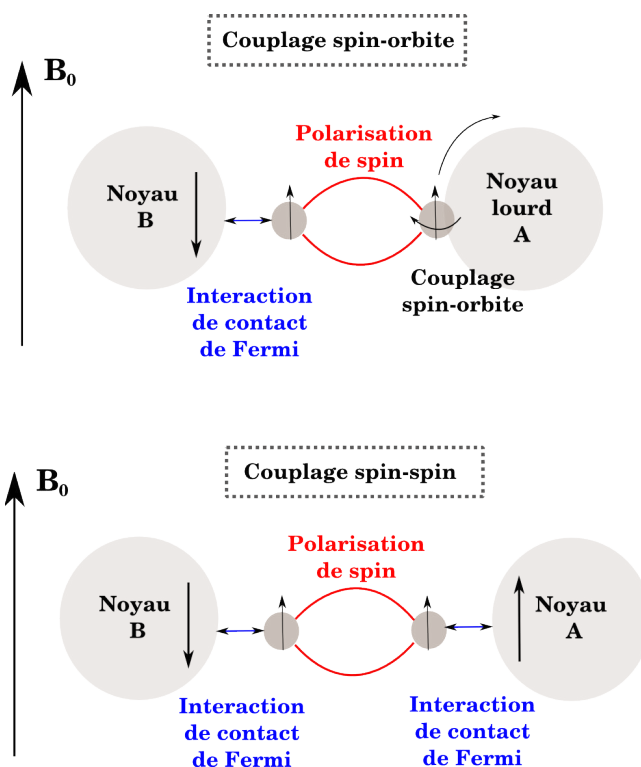 Couplage spin-orbite
B₀
Polarisation
de spin
Noyau
B
Noyau
lourd
A
Couplage
spin-orbite
Interaction
de contact
de Fermi
Couplage spin-spin
B₀
Polarisation
de spin
Noyau
B
Noyau
A
Interaction
de contact
de Fermi
Interaction
de contact
de Fermi